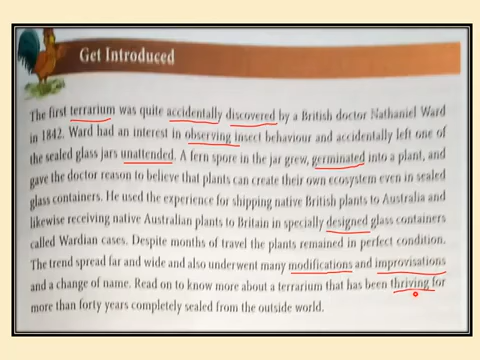 Get Introduced
The first terrarium was quite accidentally discovered by a British doctor Nathaniel Ward
in 1842. Ward had an interest in observing insect behaviour and accidentally left one of
the sealed glass jars unattended. A fern spore in the jar grew, germinated into a plant, and
gave the doctor reason to believe that plants can create their own ecosystem even in sealed
glass containers. He used the experience for shipping native British plants to Australia and
likewise receiving native Australian plants to Britain in specially designed glass containers
called Wardian cases. Despite months of travel the plants remained in perfect condition.
The trend spread far and wide and also underwent many modifications and improvisations
and a change of name. Read on to know more about a terrarium that has been thriving for
more than forty years completely sealed from the outside world.